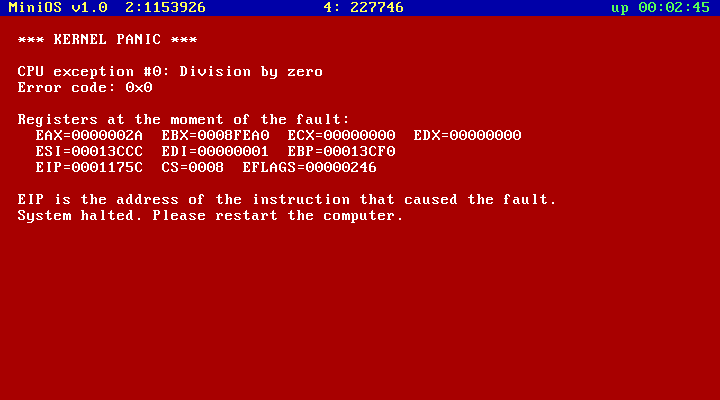 MiniOS v1.0  2:1153926  4: 227746  up 00:02:45
*** KERNEL PANIC ***
CPU exception #0: Division by zero
Error code: 0x0
Registers at the moment of the fault:
EAX=0000002A  EBX=0008FEA0  ECX=00000000  EDX=00000000
ESI=00013CCC  EDI=00000001  EBP=00013CF0
EIP=0001175C  CS=0008  EFLAGS=00000246
EIP is the address of the instruction that caused the fault.
System halted. Please restart the computer.